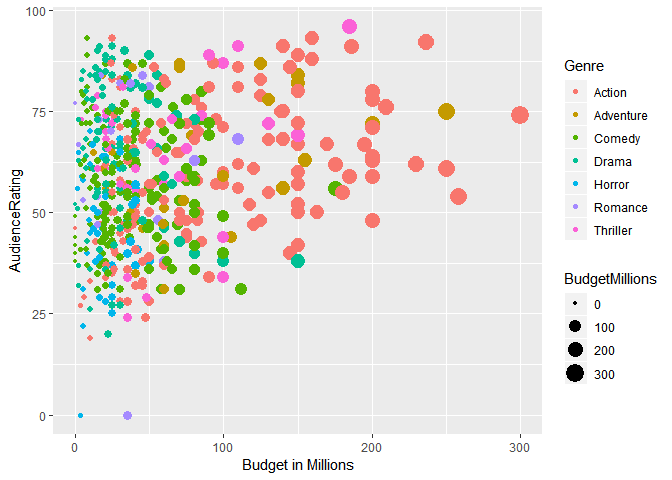 100
75
50
25
0
AudienceRating
0 100 200 300
Budget in Millions
Genre
Action
Adventure
Comedy
Drama
Horror
Romance
Thriller
BudgetMillions
0
100
200
300